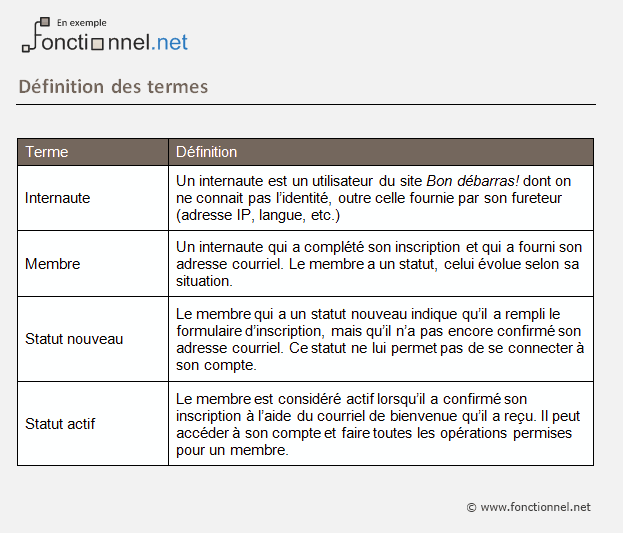 En exemple
fonctionnel.net
Définition des termes
Terme
Définition
Internaute
Un internaute est un utilisateur du site Bon débarras! dont on
ne connait pas l'identité, outre celle fournie par son fureteur
(adresse IP, langue, etc.)
Membre
Un internaute qui a complété son inscription et qui a fourni son
adresse courriel. Le membre a un statut, celui évolue selon sa
situation.
Statut nouveau
Le membre qui a un statut nouveau indique qu'il a rempli le
formulaire d'inscription, mais qu'il n'a pas encore confirmé son
adresse courriel. Ce statut ne lui permet pas de se connecter à
son compte.
Statut actif
Le membre est considéré actif lorsqu'il a confirmé son
inscription à l'aide du courriel de bienvenue qu'il a reçu. Il peut
accéder à son compte et faire toutes les opérations permises
pour un membre.
© www.fonctionnel.net